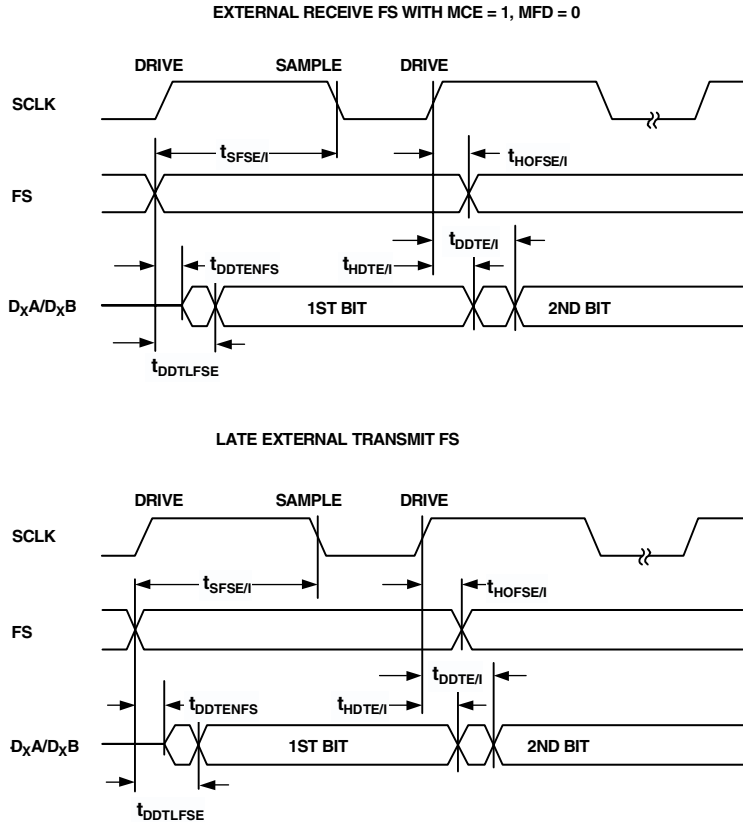 EXTERNAL RECEIVE FS WITH MCE = 1, MFD = 0
DRIVE SAMPLE DRIVE
SCLK
tSFSE/I tHOFSE/I
FS
tDDTE/I
tDDTENFS tHDTE/I
DXA/DXB 1ST BIT 2ND BIT
tDDTLFSE
LATE EXTERNAL TRANSMIT FS
DRIVE SAMPLE DRIVE
SCLK
tSFSE/I tHOFSE/I
FS
tDDTE/I
tDDTENFS tHDTE/I
DXA/DXB 1ST BIT 2ND BIT
tDDTLFSE